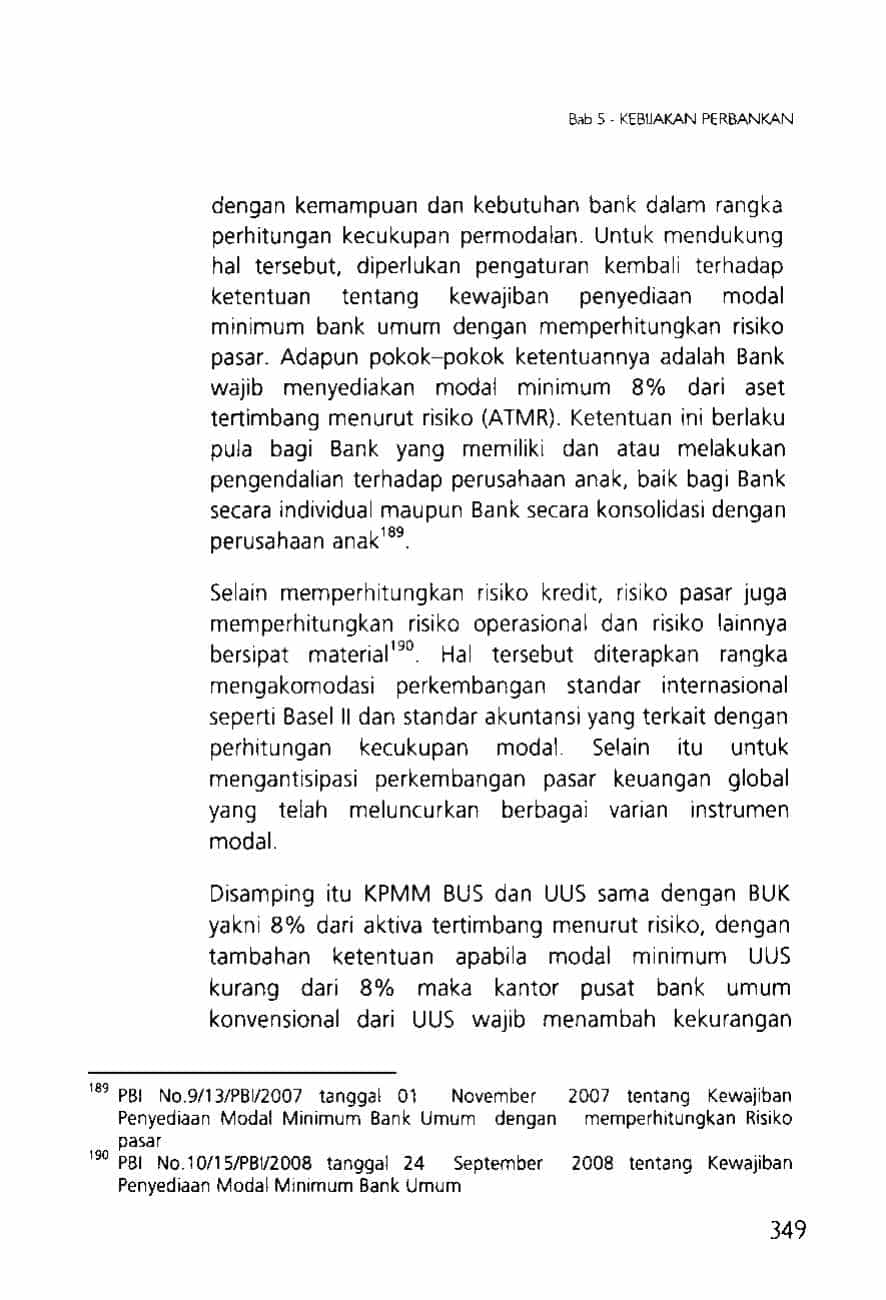 Bab 5 - KEBIJAKAN PERBANKAN
dengan kemampuan dan kebutuhan bank dalam rangka
perhitungan kecukupan permodalan. Untuk mendukung
hal tersebut, diperlukan pengaturan kembali terhadap
ketentuan tentang kewajiban penyediaan modal
minimum bank umum dengan memperhitungkan risiko
pasar. Adapun pokok–pokok ketentuannya adalah Bank
wajib menyediakan modal minimum 8% dari aset
tertimbang menurut risiko (ATMR). Ketentuan ini berlaku
pula bagi Bank yang memiliki dan atau melakukan
pengendalian terhadap perusahaan anak, baik bagi Bank
secara individual maupun Bank secara konsolidasi dengan
perusahaan anak¹⁸⁹.
Selain memperhitungkan risiko kredit, risiko pasar juga
memperhitungkan risiko operasional dan risiko lainnya
bersipat material¹⁹⁰. Hal tersebut diterapkan rangka
mengakomodasi perkembangan standar internasional
seperti Basel II dan standar akuntansi yang terkait dengan
perhitungan kecukupan modal. Selain itu untuk
mengantisipasi perkembangan pasar keuangan global
yang telah meluncurkan berbagai varian instrumen
modal.
Disamping itu KPMM BUS dan UUS sama dengan BUK
yakni 8% dari aktiva tertimbang menurut risiko, dengan
tambahan ketentuan apabila modal minimum UUS
kurang dari 8% maka kantor pusat bank umum
konvensional dari UUS wajib menambah kekurangan
¹⁸⁹ PBI No.9/13/PBI/2007 tanggal 01 November 2007 tentang Kewajiban
Penyediaan Modal Minimum Bank Umum dengan memperhitungkan Risiko
pasar
¹⁹⁰ PBI No.10/15/PBI/2008 tanggal 24 September 2008 tentang Kewajiban
Penyediaan Modal Minimum Bank Umum
349